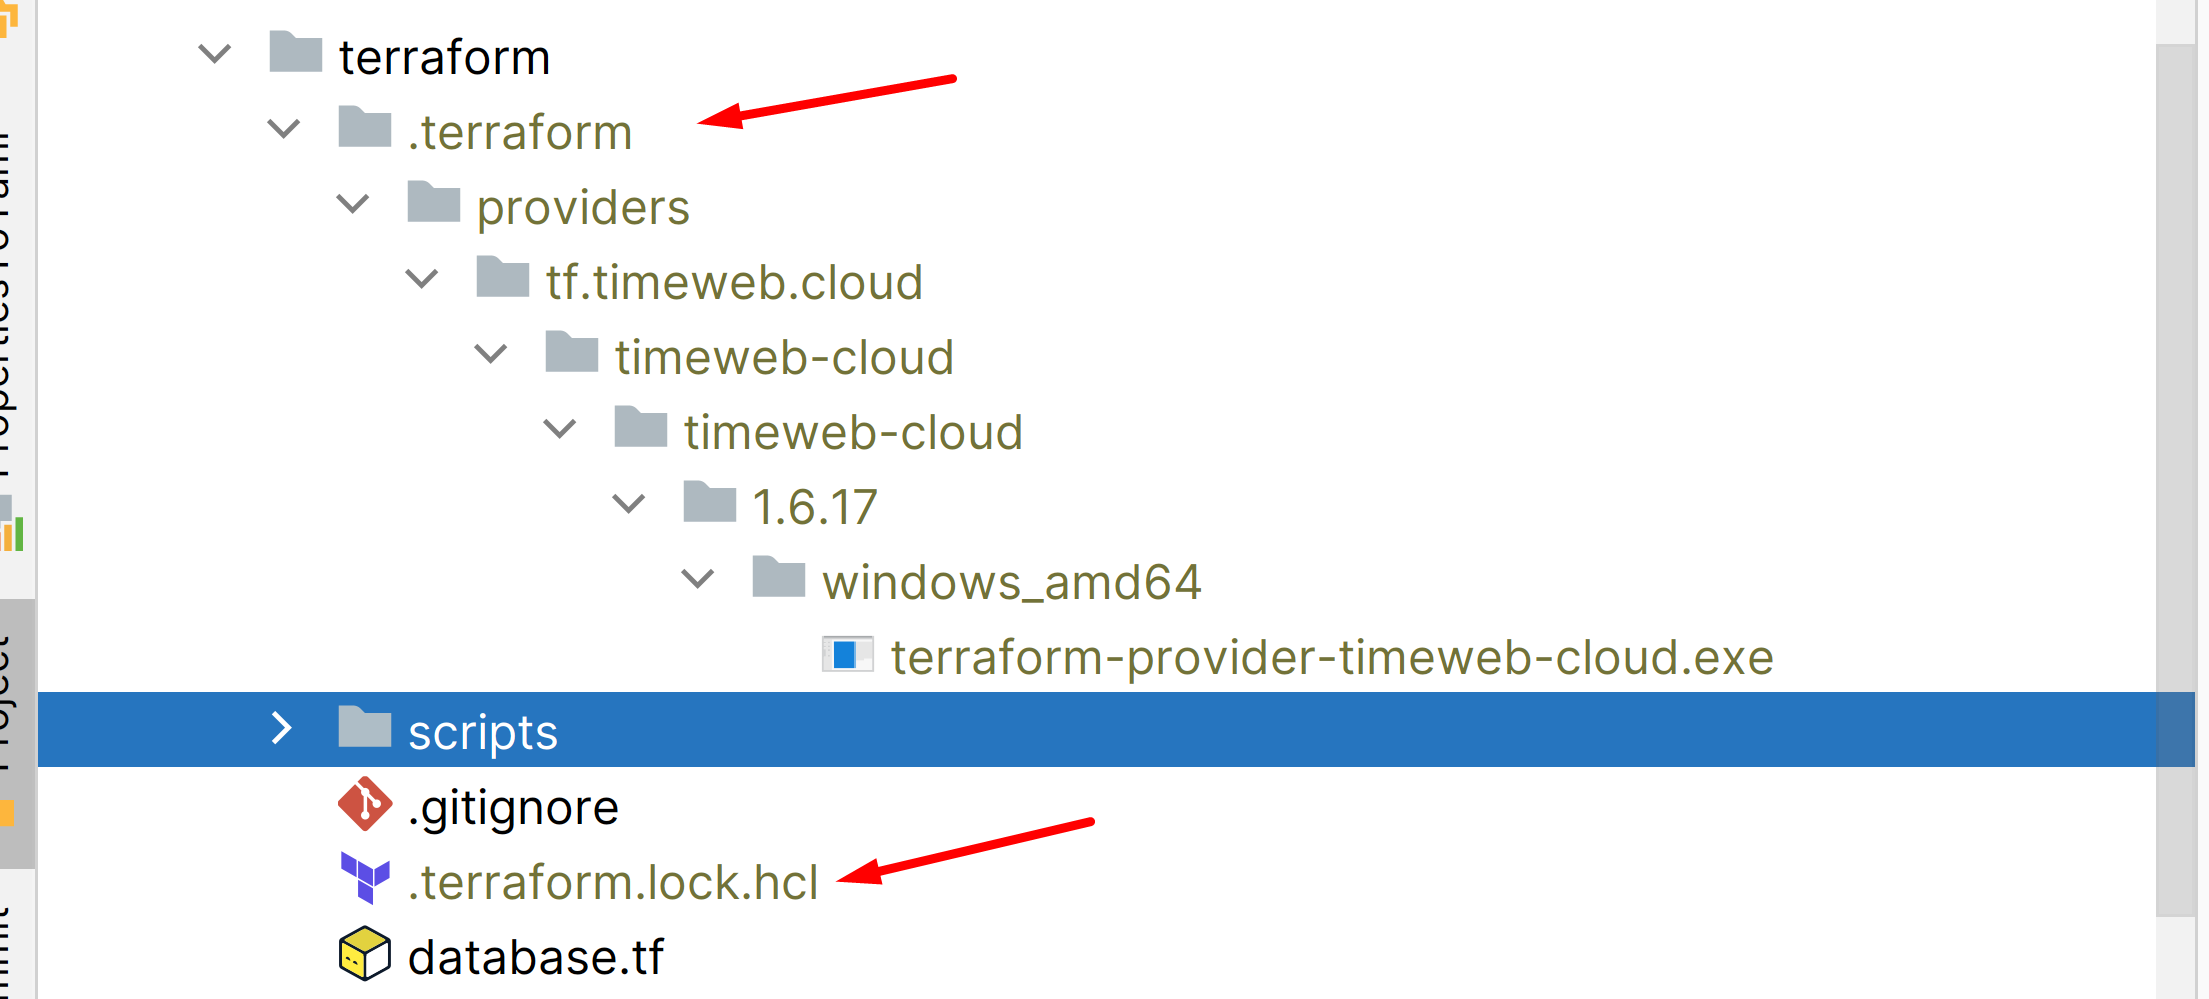 terraform
.terraform
providers
tf.timeweb.cloud
timeweb-cloud
timeweb-cloud
1.6.17
windows_amd64
terraform-provider-timeweb-cloud.exe
scripts
.gitignore
.terraform.lock.hcl
database.tf
Project